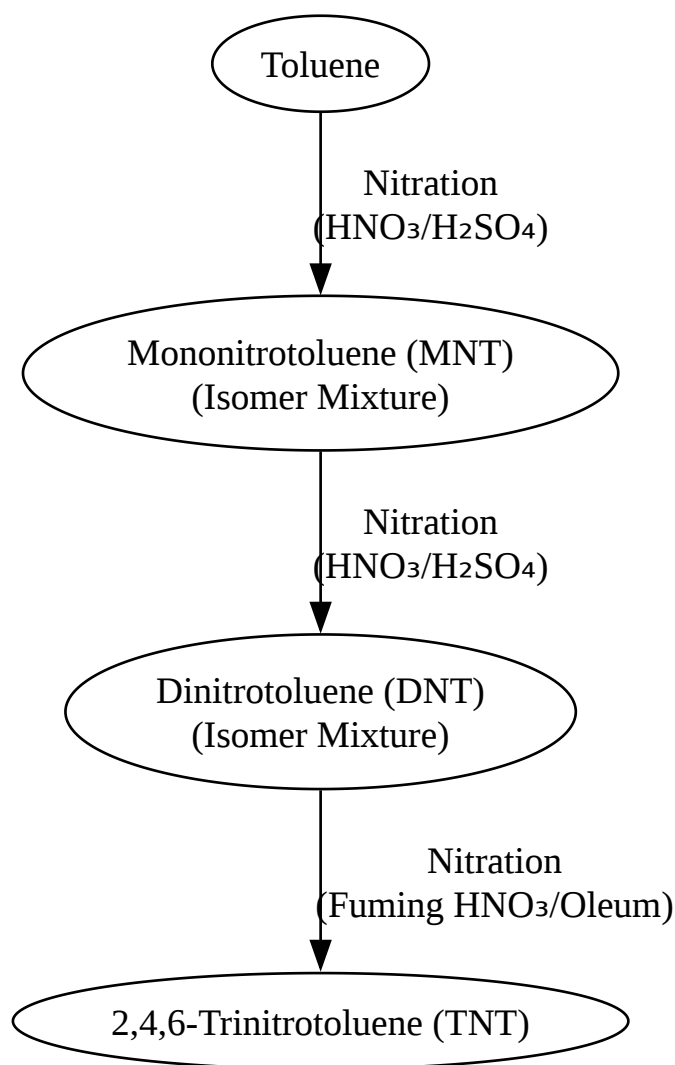 Toluene
Nitration
(HNO₃/H₂SO₄)
Mononitrotoluene (MNT)
(Isomer Mixture)
Nitration
(HNO₃/H₂SO₄)
Dinitrotoluene (DNT)
(Isomer Mixture)
Nitration
(Fuming HNO₃/Oleum)
2,4,6-Trinitrotoluene (TNT)